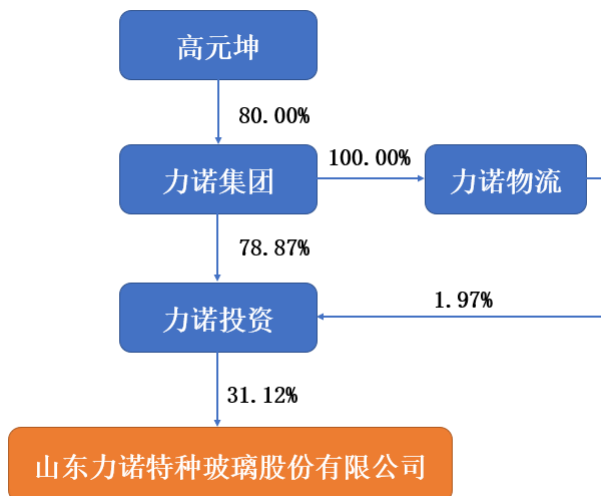 高元坤
80.00%
力诺集团
100.00%
力诺物流
78.87%
力诺投资
1.97%
31.12%
山东力诺特种玻璃股份有限公司